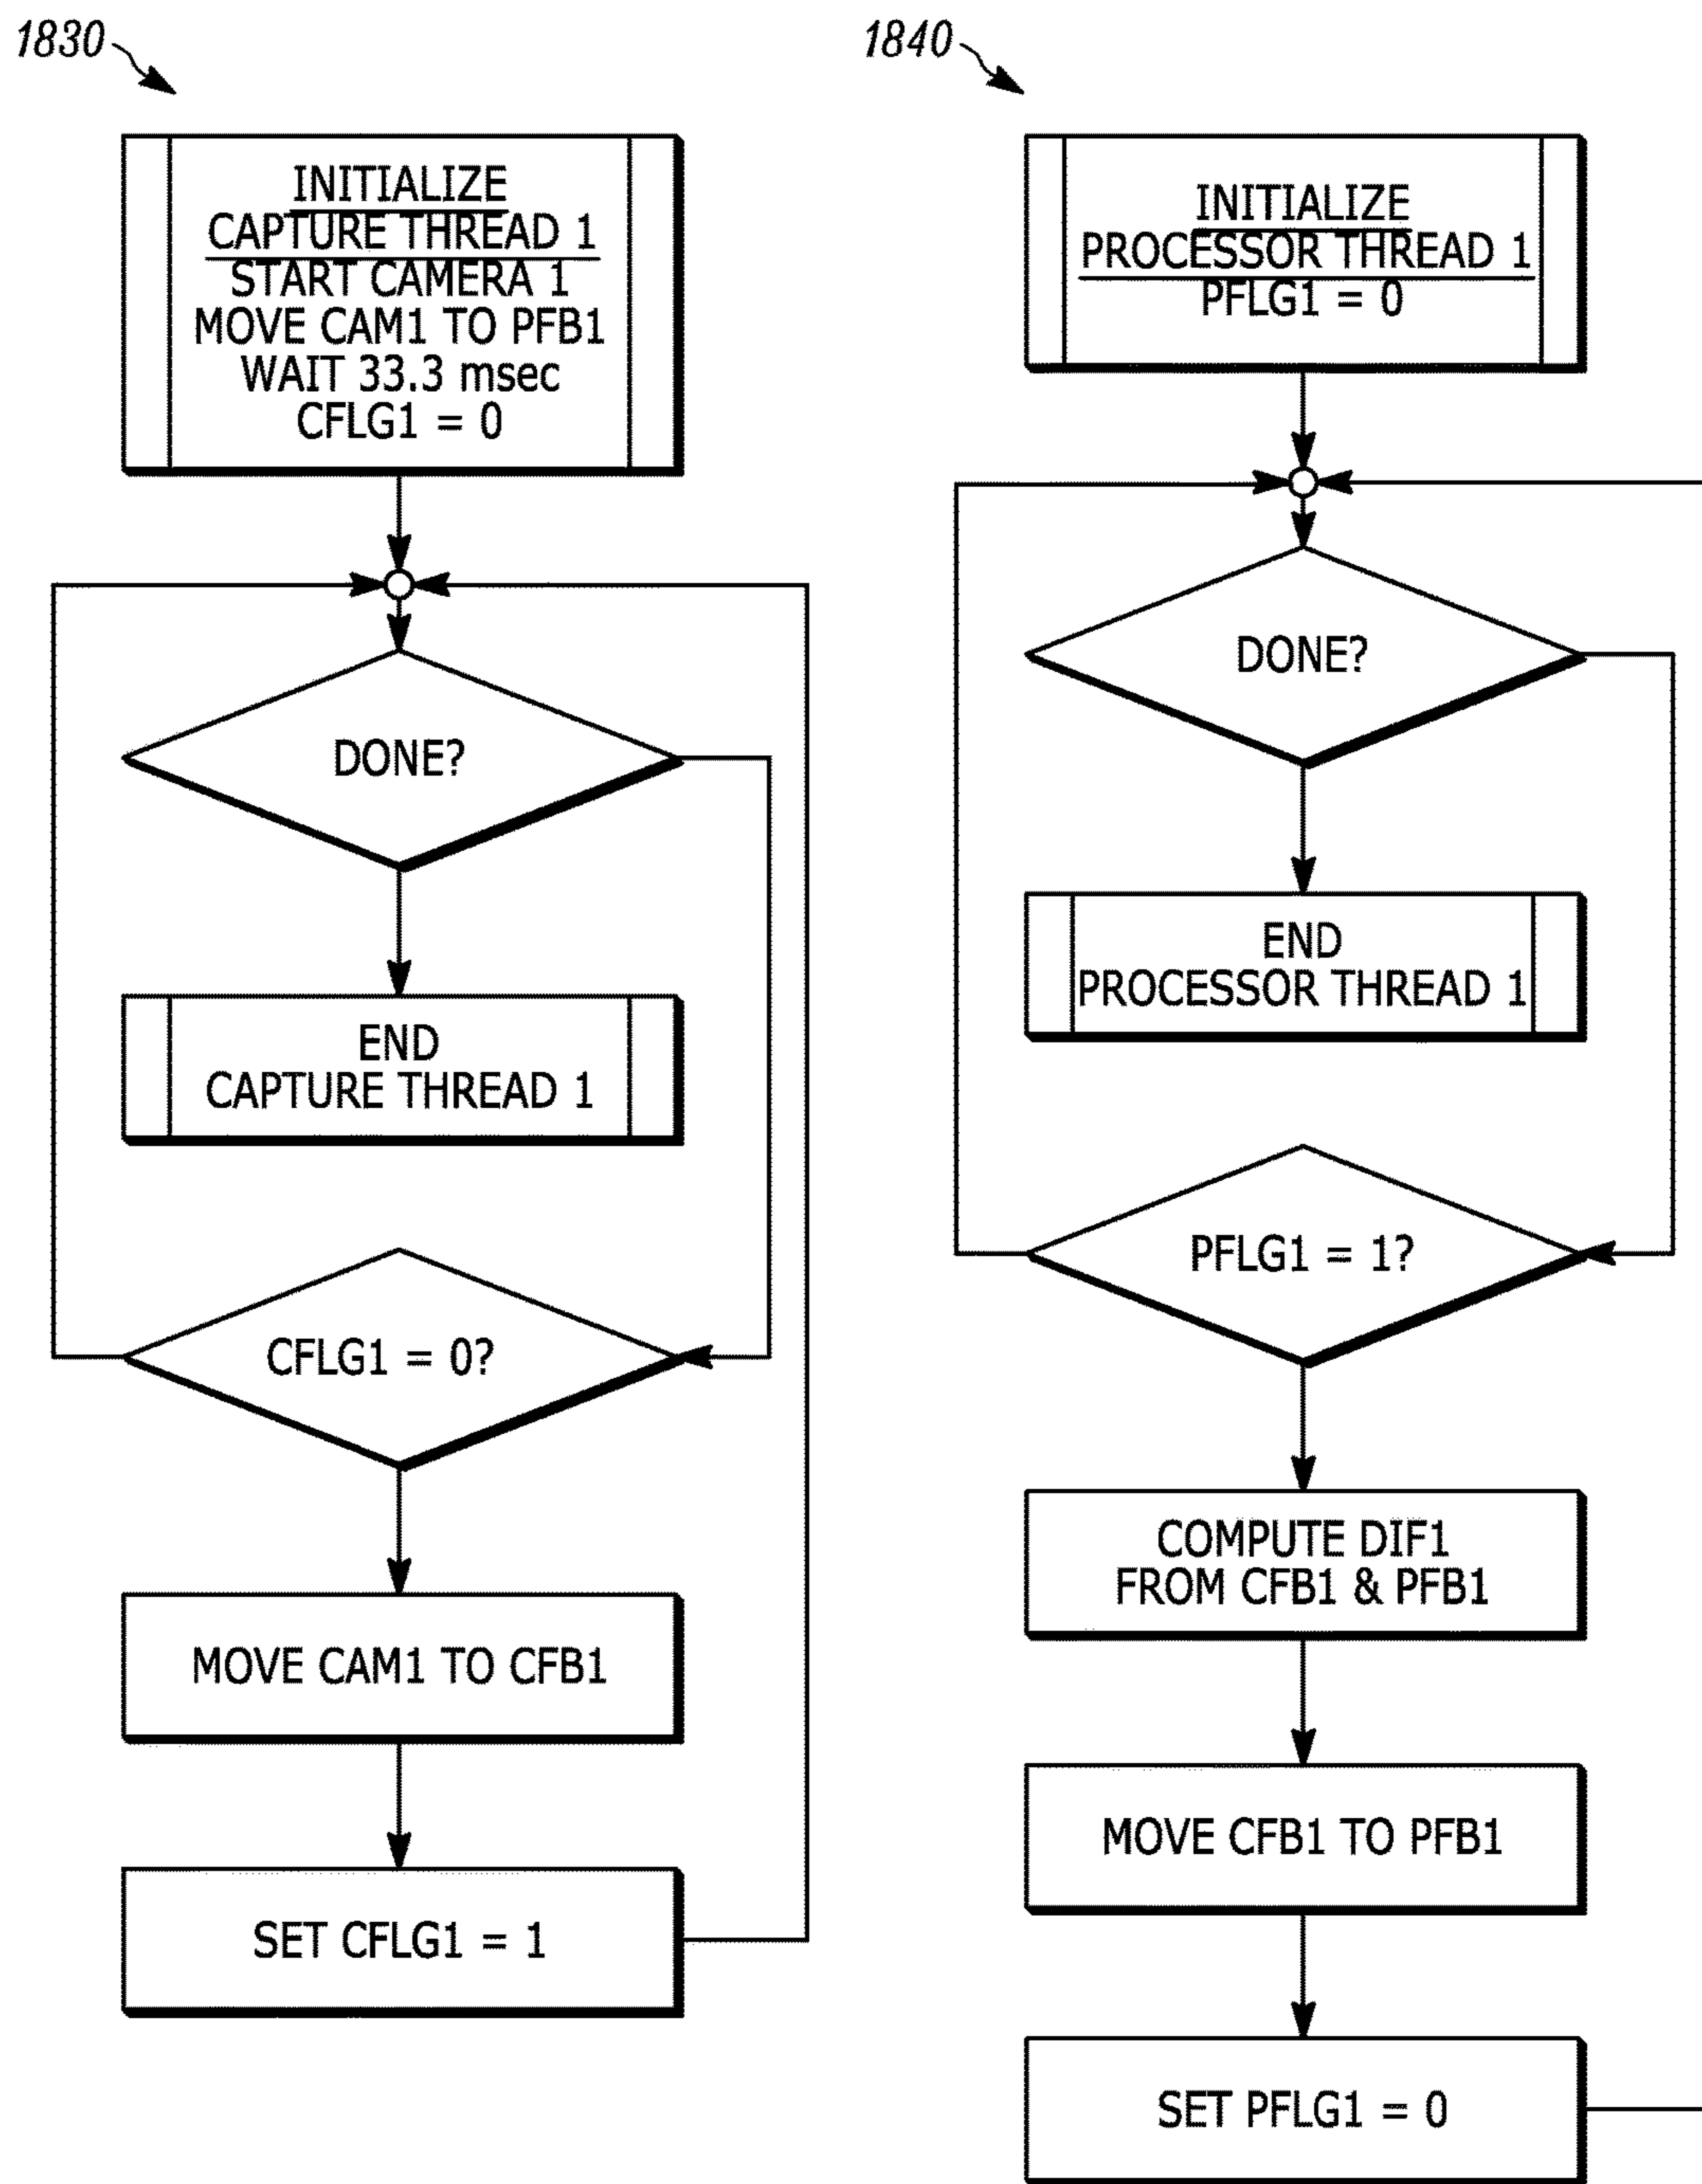 1830
INITIALIZE
CAPTURE THREAD 1
START CAMERA 1
MOVE CAM1 TO PFB1
WAIT 33.3 msec
CFLG1 = 0
DONE?
END
CAPTURE THREAD 1
CFLG1 = 0?
MOVE CAM1 TO CFB1
SET CFLG1 = 1
1840
INITIALIZE
PROCESSOR THREAD 1
PFLG1 = 0
DONE?
END
PROCESSOR THREAD 1
PFLG1 = 1?
COMPUTE DIF1
FROM CFB1 & PFB1
MOVE CFB1 TO PFB1
SET PFLG1 = 0